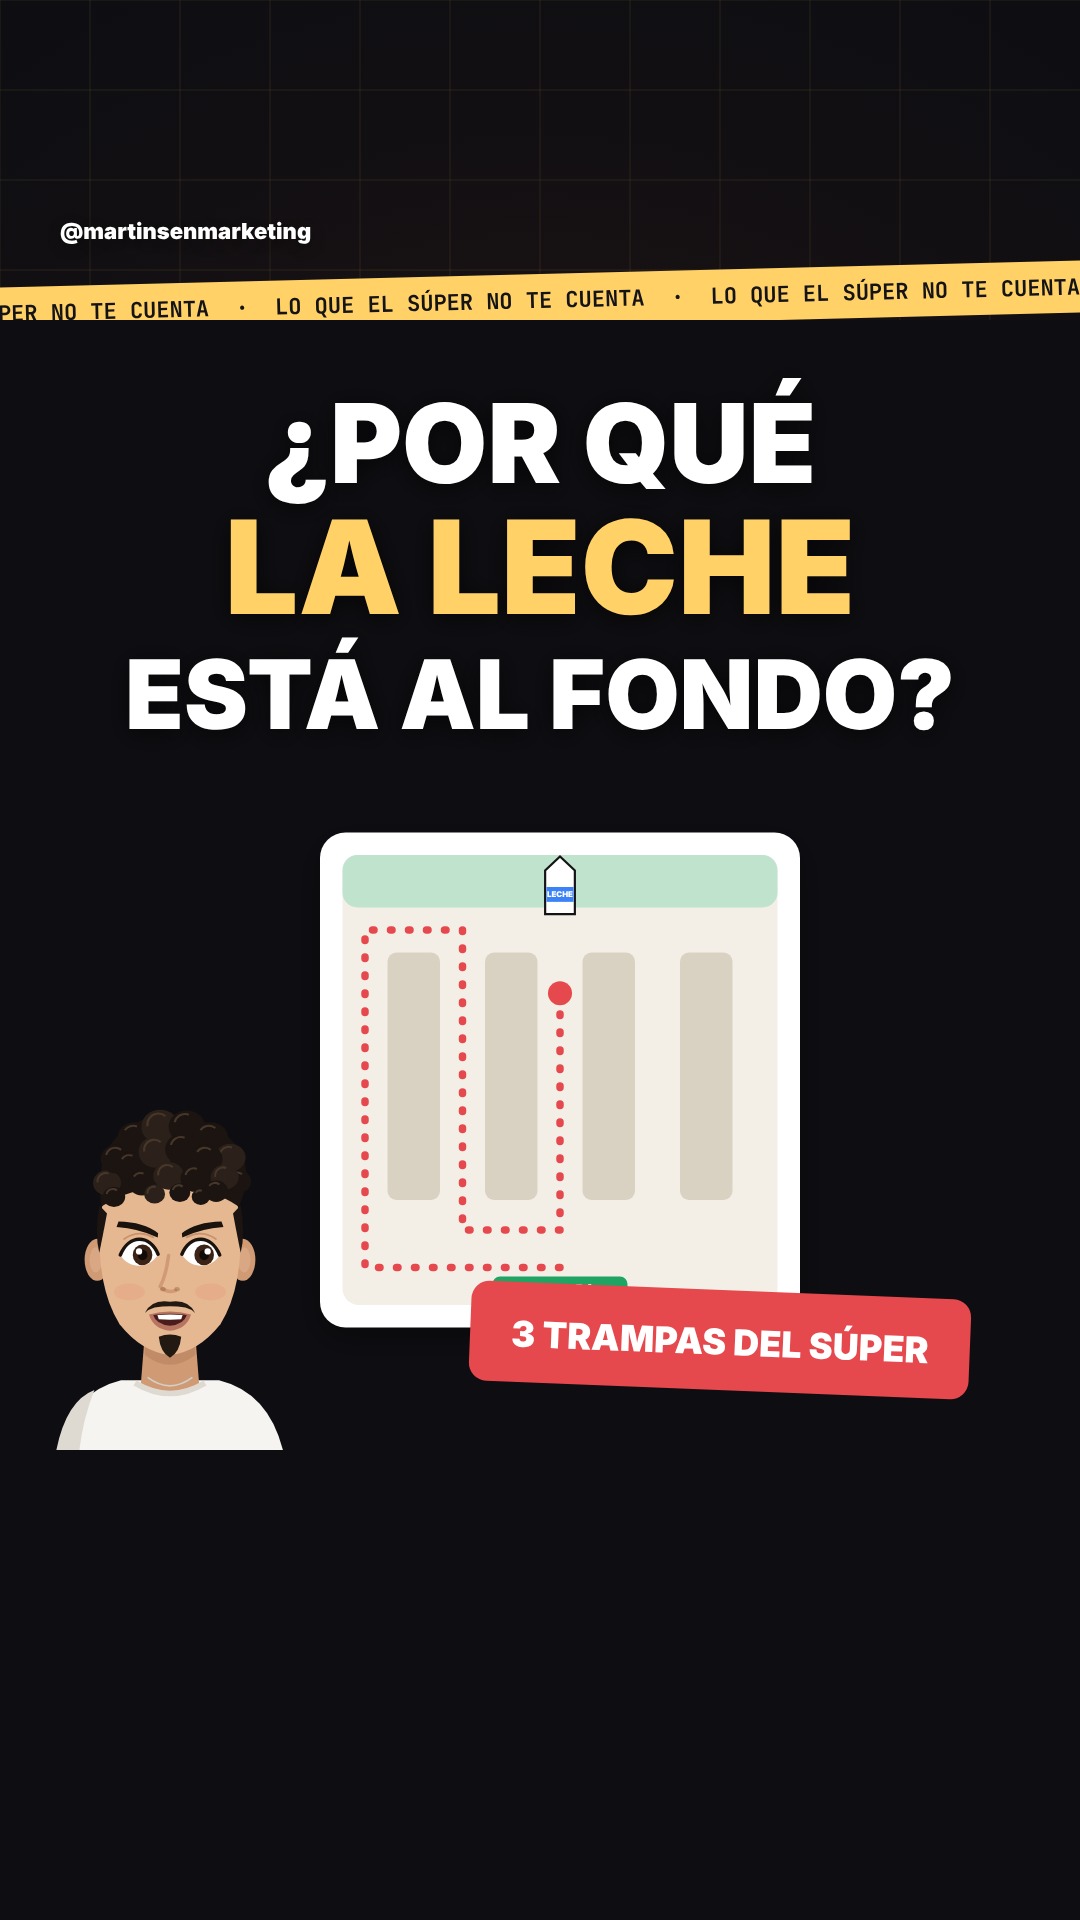 @martinsenmarketing
PER NO TE CUENTA · LO QUE EL SÚPER NO TE CUENTA · LO QUE EL SÚPER NO TE CUENTA
¿POR QUÉ
LA LECHE
ESTÁ AL FONDO?
LECHE
3 TRAMPAS DEL SÚPER